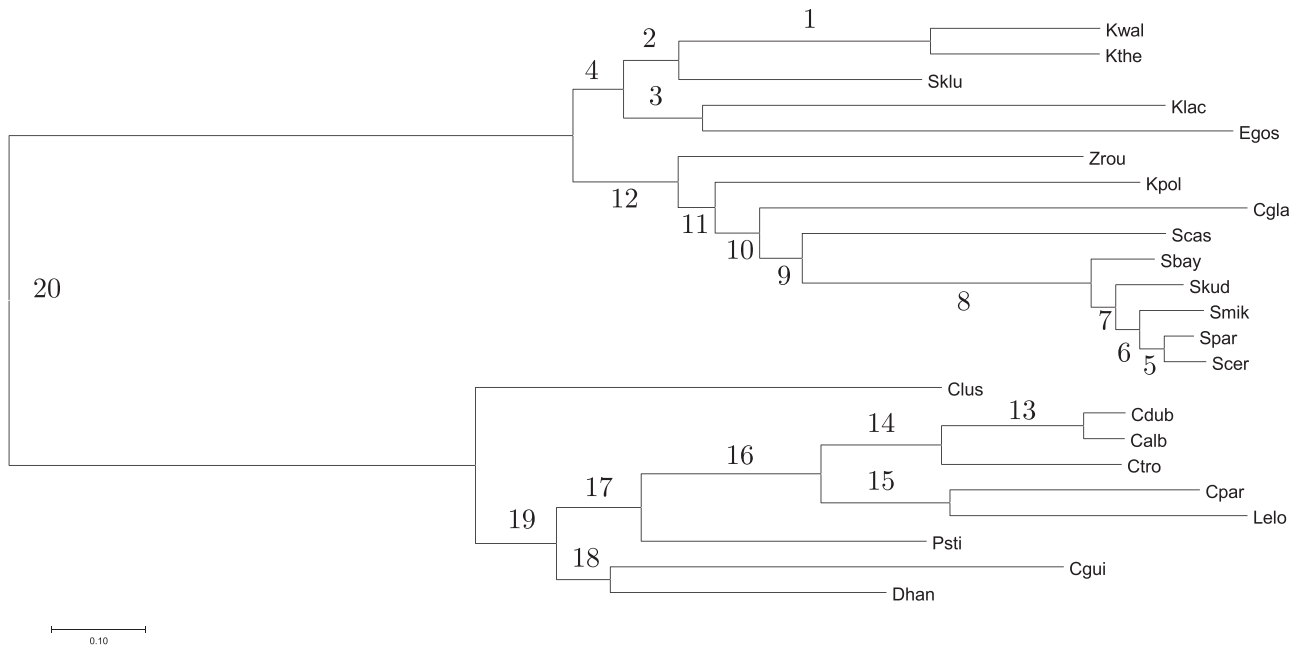 1
Kwal
2
Kthe
4
Sklu
3
Klac
Egos
Zrou
Kpol
12
Cgla
11
Scas
10
Sbay
9
Skud
20
8
Smik
7
Spar
6
5
Scer
Clus
13
Cdub
14
Calb
16
Ctro
15
17
Cpar
19
Lelo
Psti
18
Cgui
Dhan
0.10